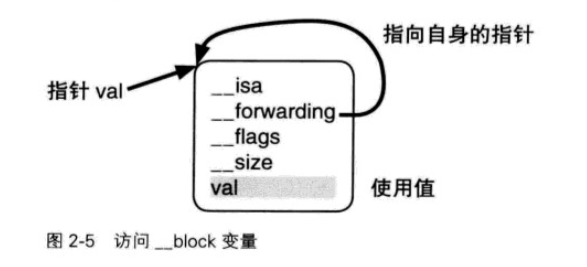 指向自身的指针
指针 val
__isa
__forwarding
__flags
__size
val
使用值
图 2-5 访问 __block 变量